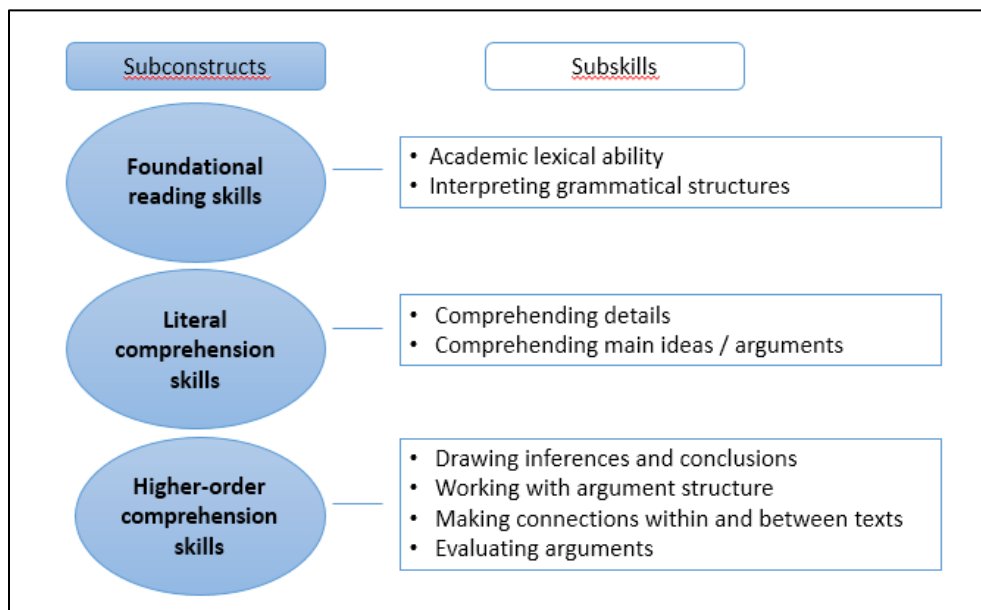 Subconstructs
Subskills
Foundational
reading skills
• Academic lexical ability
• Interpreting grammatical structures
Literal
comprehension
skills
• Comprehending details
• Comprehending main ideas / arguments
Higher-order
comprehension
skills
• Drawing inferences and conclusions
• Working with argument structure
• Making connections within and between texts
• Evaluating arguments